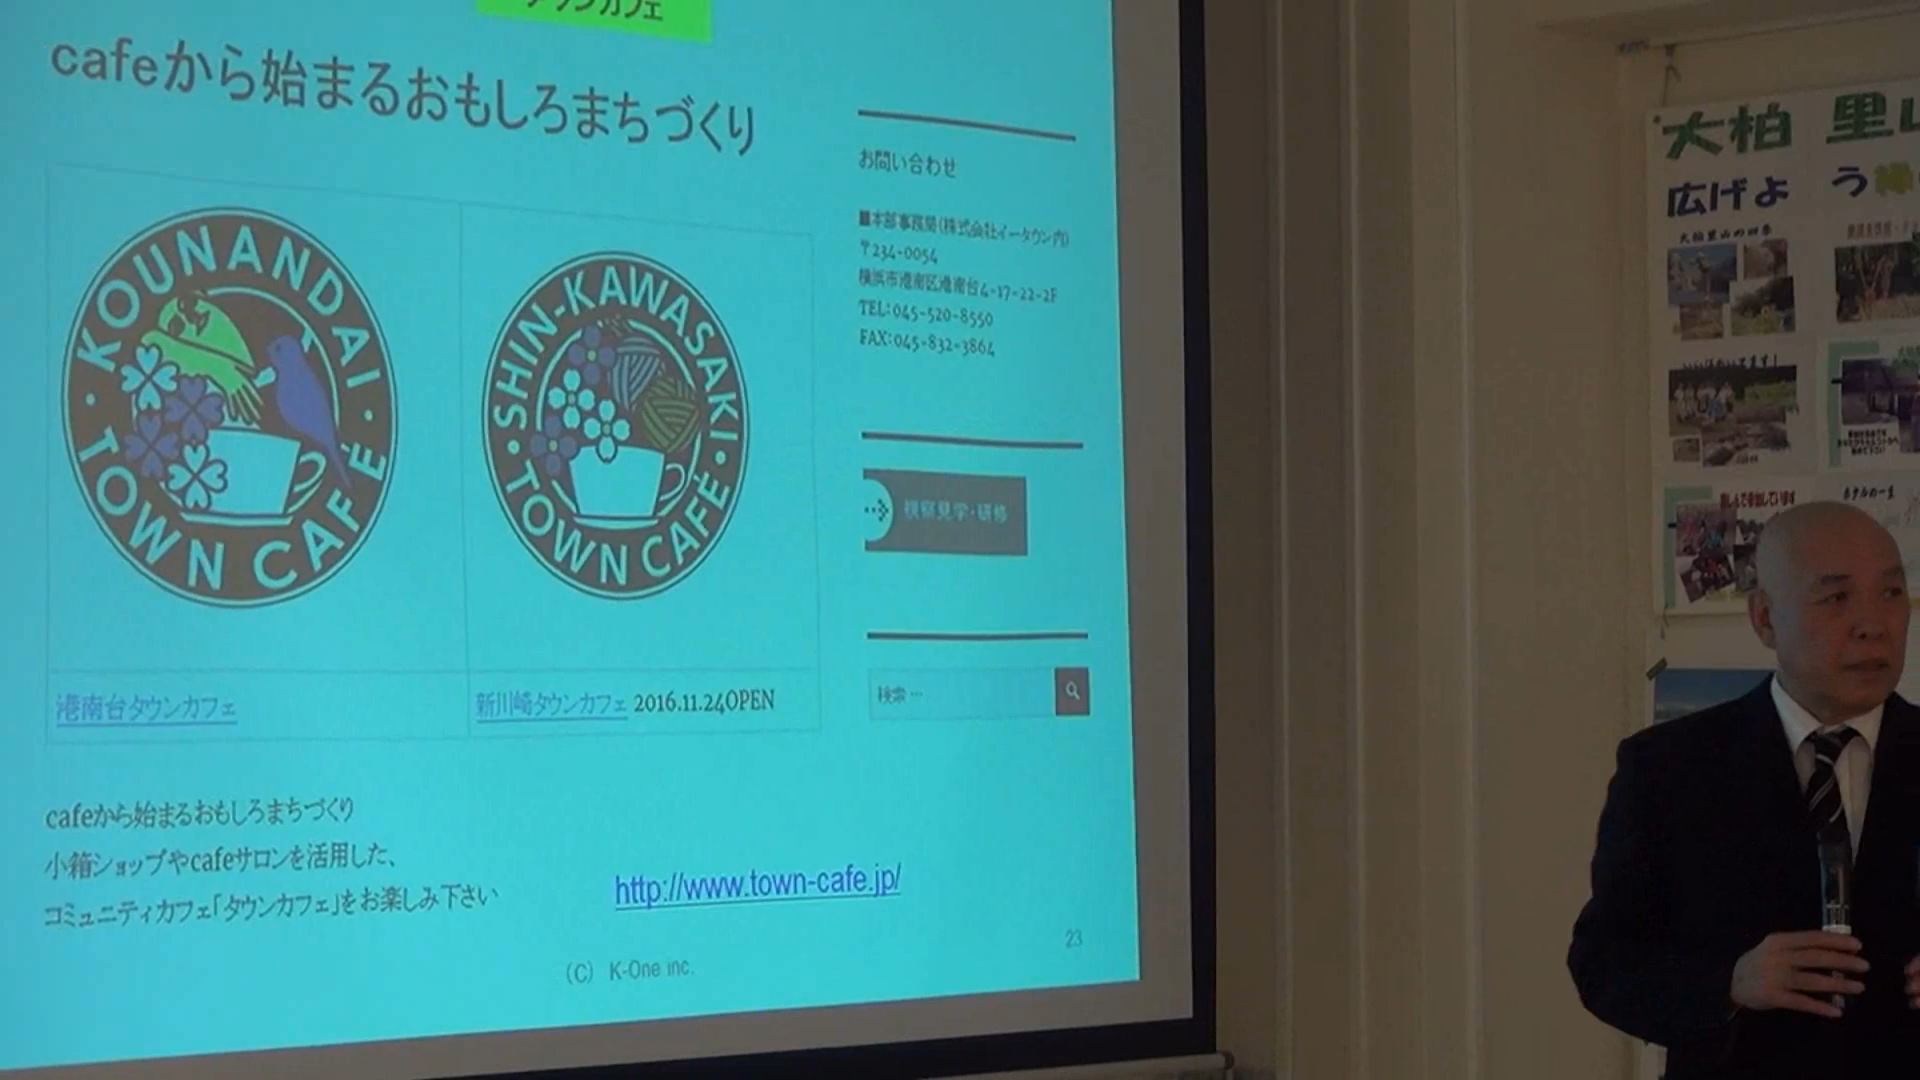 タウンカフェ
cafeから始まるおもしろまちづくり
KOUNANDAI
TOWN CAFÉ
SHIN-KAWASAKI
TOWN CAFÉ
港南台タウンカフェ
新川崎タウンカフェ 2016.11.24OPEN
cafeから始まるおもしろまちづくり
小箱ショップやcafeサロンを活用した、
コミュニティカフェ「タウンカフェ」をお楽しみ下さい
http://www.town-cafe.jp/
(C) K-One inc.
23
お問い合わせ
■本部事務局(株式会社イータウン内)
〒234-0054
横浜市港南区港南台4-17-22-2F
TEL:045-520-8550
FAX:045-832-3864
視察見学・研修
検索 …
大柏 里山
広げよ う
大柏里山の四季